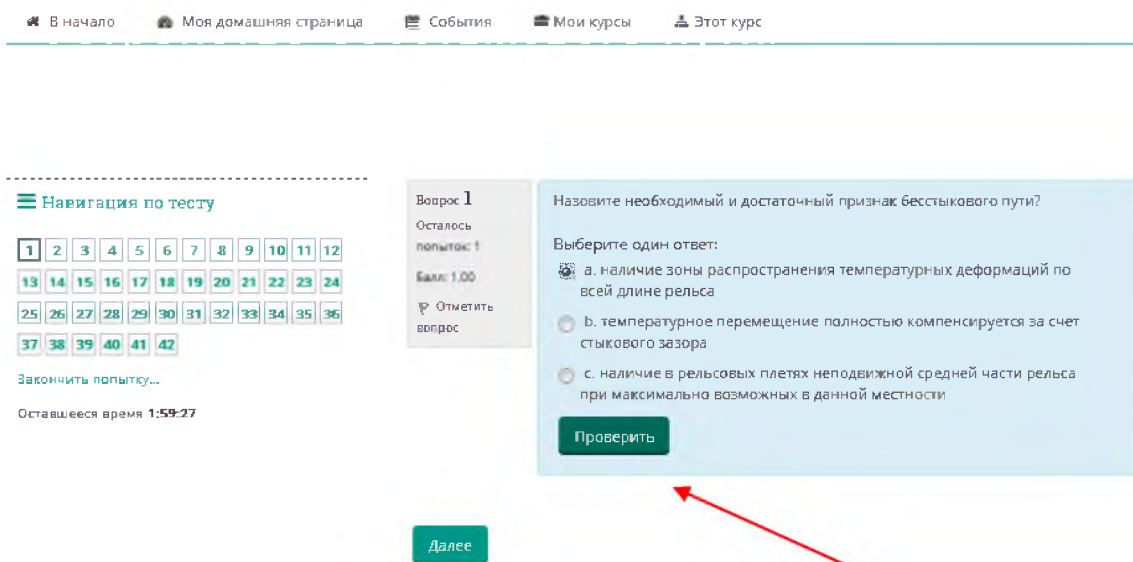 В начало Моя домашняя страница События Мои курсы Этот курс
Навигация по тесту
1 2 3 4 5 6 7 8 9 10 11 12
13 14 15 16 17 18 19 20 21 22 23 24
25 26 27 28 29 30 31 32 33 34 35 36
37 38 39 40 41 42
Закончить попытку...
Оставшееся время 1:59:27
Вопрос 1
Осталось
попыток: 1
Балл: 1,00
Отметить
вопрос
Назовите необходимый и достаточный признак бесстыкового пути?
Выберите один ответ:
a. наличие зоны распространения температурных деформаций по
всей длине рельса
b. температурное перемещение полностью компенсируется за счет
стыкового зазора
c. наличие в рельсовых плетях неподвижной средней части рельса
при максимально возможных в данной местности
Проверить
Далее